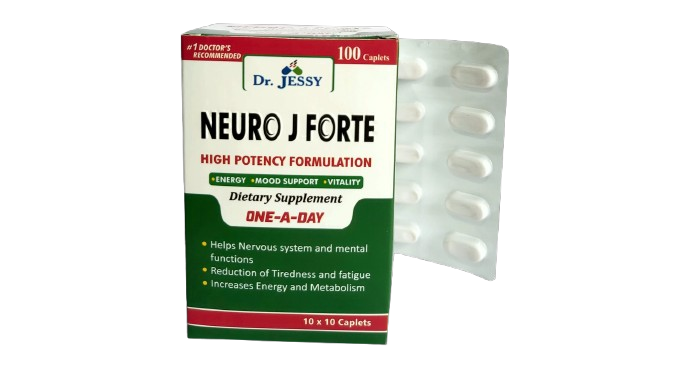 #1 DOCTOR'S
RECOMMENDED
100 Caplets
Dr. JESSY
NEURO J FORTE
HIGH POTENCY FORMULATION
•ENERGY •MOOD SUPPORT •VITALITY
Dietary Supplement
ONE-A-DAY
• Helps Nervous system and mental
functions
• Reduction of Tiredness and fatigue
• Increases Energy and Metabolism
10 x 10 Caplets